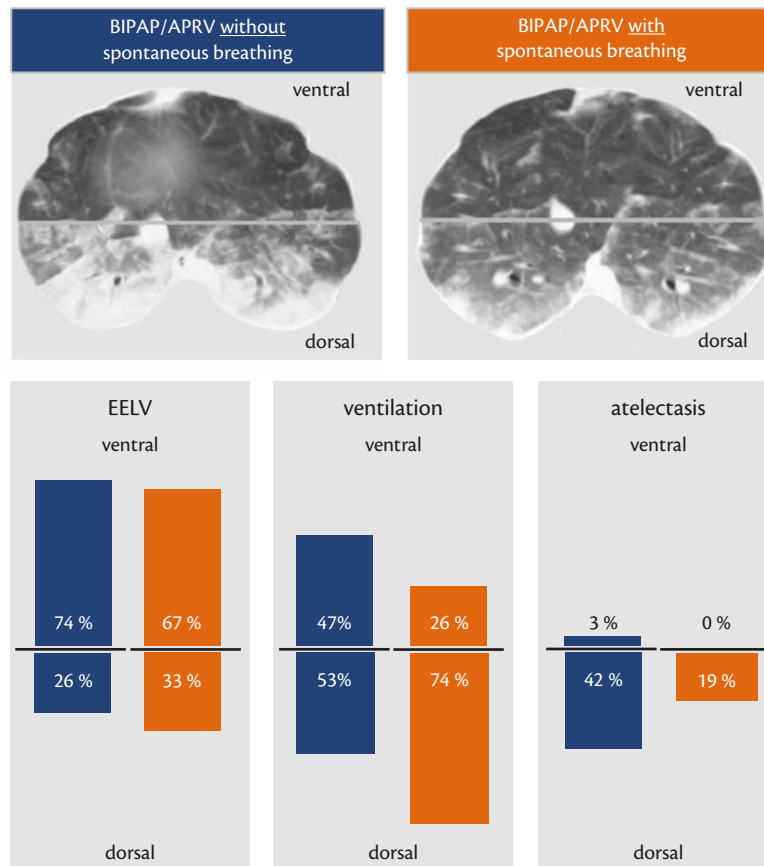 BIPAP/APRV without
spontaneous breathing
BIPAP/APRV with
spontaneous breathing
ventral
dorsal
ventral
dorsal
EELV
ventral
74 %
67 %
26 %
33 %
dorsal
ventilation
ventral
47%
26 %
53%
74 %
dorsal
atelectasis
ventral
3 %
0 %
42 %
19 %
dorsal